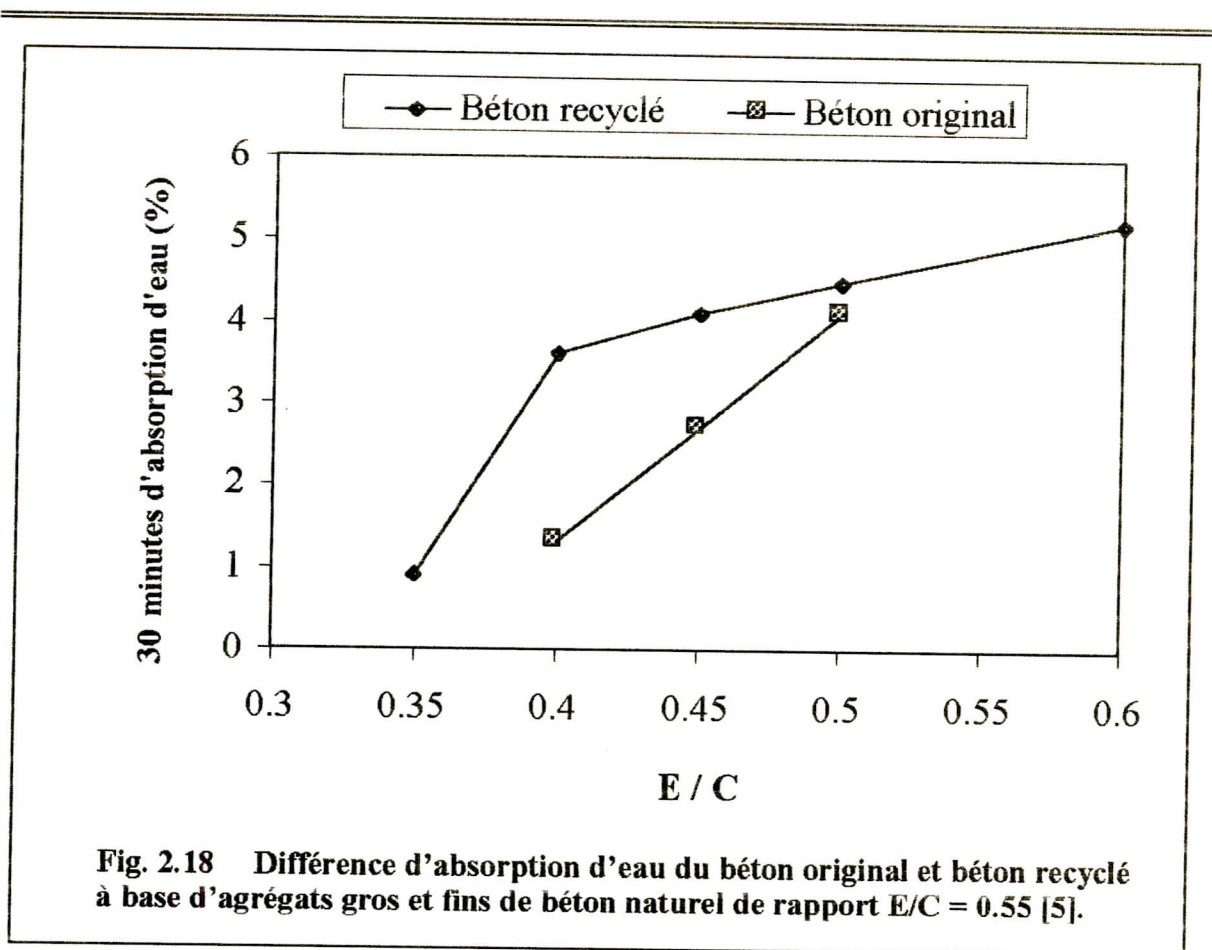 Béton recyclé Béton original
6
5
4
3
2
1
0
30 minutes d'absorption d'eau (%)
0.3 0.35 0.4 0.45 0.5 0.55 0.6
E / C
Fig. 2.18 Différence d'absorption d'eau du béton original et béton recyclé
à base d'agrégats gros et fins de béton naturel de rapport E/C = 0.55 [5].